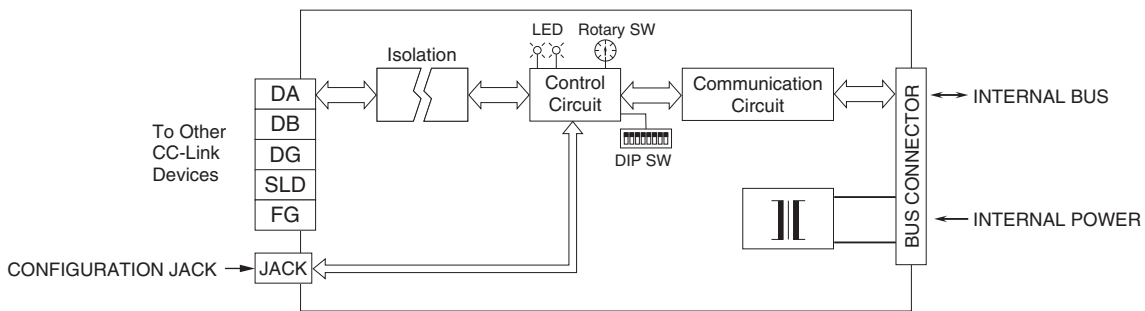 LED
Rotary SW
Isolation
Control
Circuit
Communication
Circuit
DIP SW
To Other
CC-Link
Devices
DA
DB
DG
SLD
FG
BUS CONNECTOR
INTERNAL BUS
INTERNAL POWER
CONFIGURATION JACK
JACK